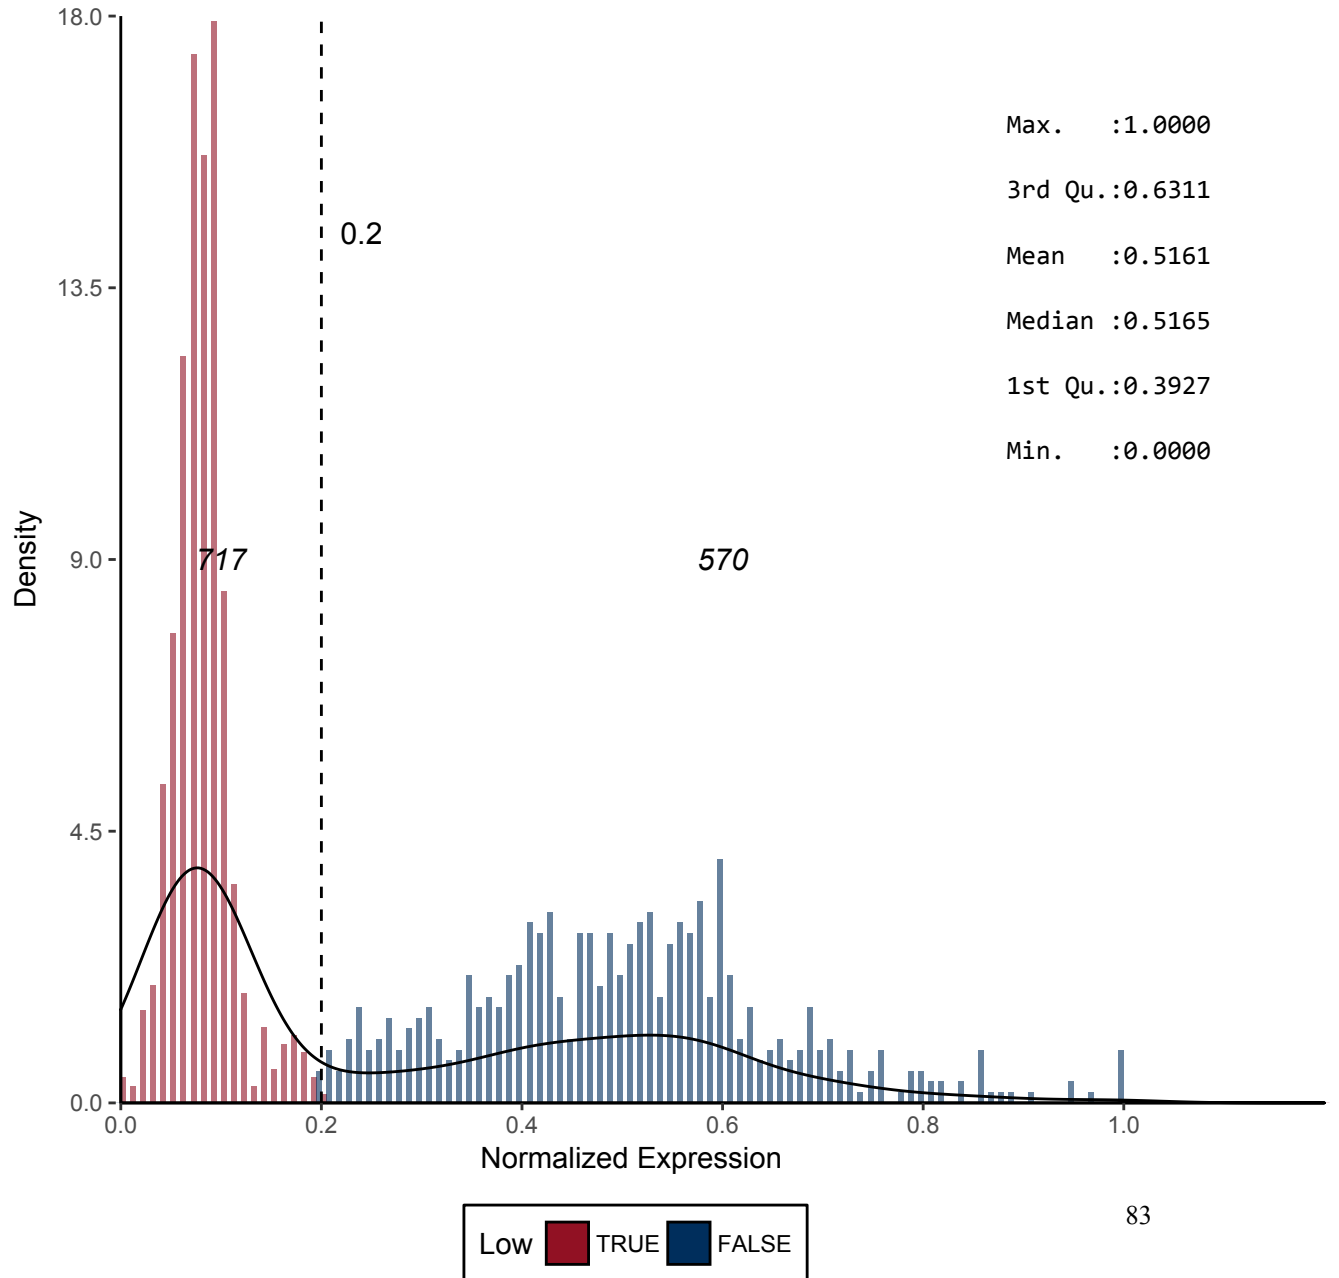 18.0
13.5
9.0
4.5
0.0
Density
0.2
717
570
Max.   :1.0000
3rd Qu.:0.6311
Mean   :0.5161
Median :0.5165
1st Qu.:0.3927
Min.   :0.0000
0.0 0.2 0.4 0.6 0.8 1.0
Normalized Expression
Low TRUE FALSE
83